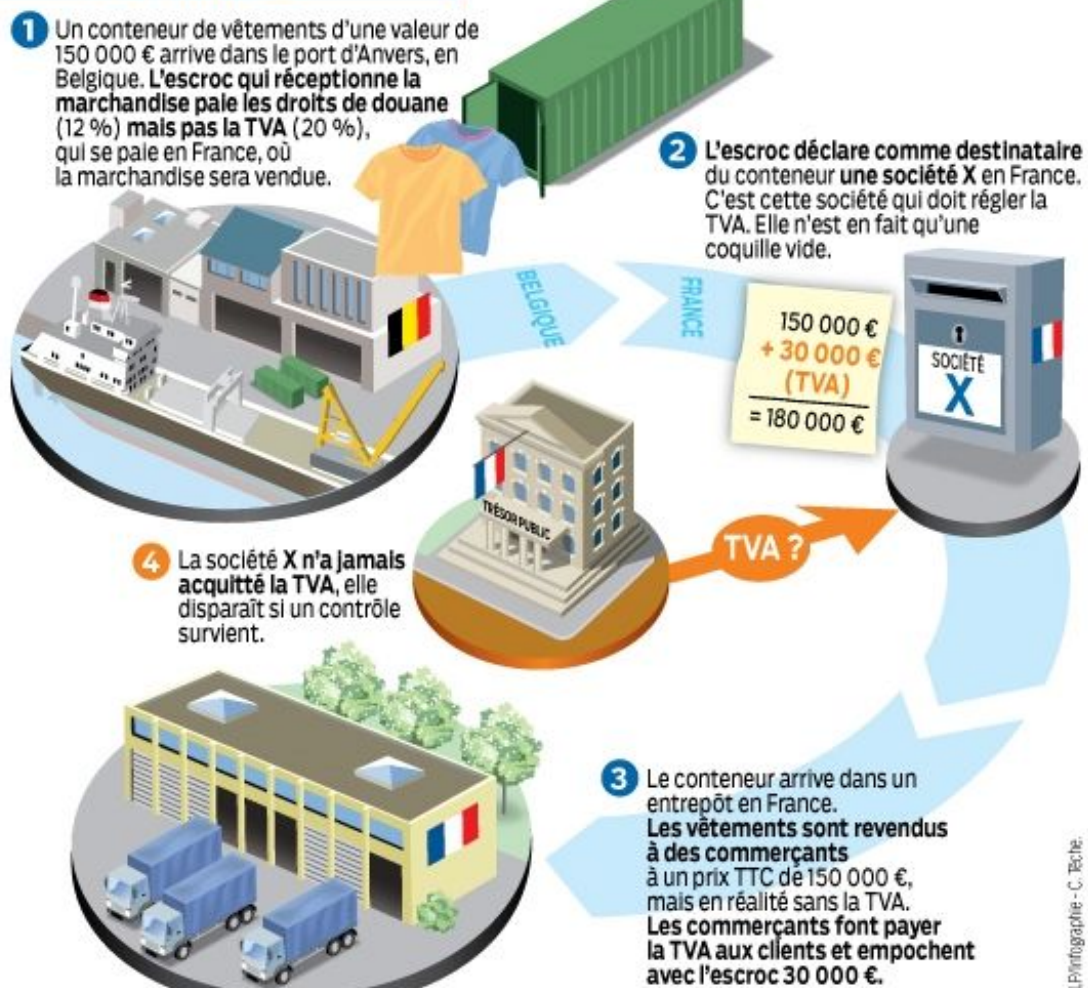 1 Un conteneur de vêtements d'une valeur de
150 000 € arrive dans le port d'Anvers, en
Belgique. L'escroc qui réceptionne la
marchandise paie les droits de douane
(12 %) mais pas la TVA (20 %),
qui se paie en France, où
la marchandise sera vendue.
2 L'escroc déclare comme destinataire
du conteneur une société X en France.
C'est cette société qui doit régler la
TVA. Elle n'est en fait qu'une
coquille vide.
BELGIQUE
FRANCE
150 000 €
+ 30 000 €
(TVA)
= 180 000 €
SOCIÉTÉ
X
TRÉSOR PUBLIC
TVA ?
4 La société X n'a jamais
acquitté la TVA, elle
disparaît si un contrôle
survient.
3 Le conteneur arrive dans un
entrepôt en France.
Les vêtements sont revendus
à des commerçants
à un prix TTC de 150 000 €,
mais en réalité sans la TVA.
Les commerçants font payer
la TVA aux clients et empochent
avec l'escroc 30 000 €.
LP/Infographie - C. Têche.